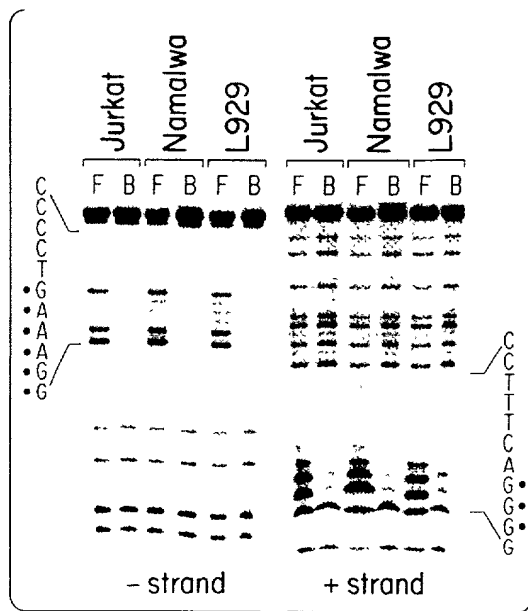 Jurkat
Namalwa
L929
Jurkat
Namalwa
L929
F B F B F B
F B F B F B
C
C
C
C
T
•G
•A
•A
•A
•G
•G
C
C
T
T
T
C
A
G•
G•
G•
G
– strand
+ strand